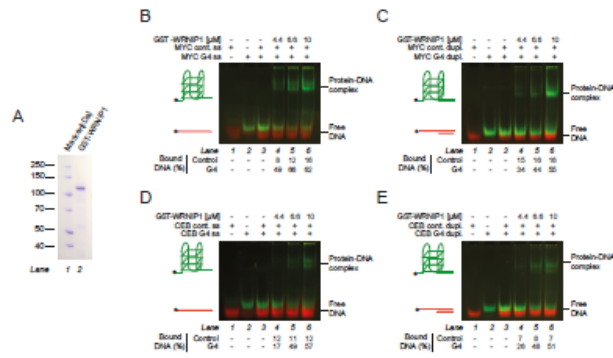 A
Marker (kDa)
GST-WRNIP1
250
150
100
70
50
40
Lane 1 2
B
GST -WRNIP1 [µM] - - - 4.4 6.6 10
MYC cont. ss + - + + + +
MYC G4 ss - + + + + +
Protein-DNA
complex
Free
DNA
Lane 1 2 3 4 5 6
Bound Control 8 12 16
DNA (%) G4 49 66 63
C
GST-WRNIP1 [µM] - - - 4.4 6.6 10
MYC cont. dupl. + - + + + +
MYC G4 dupl. - + + + + +
Protein-DNA
complex
Free
DNA
Lane 1 2 3 4 5 6
Bound Control 15 16 16
DNA (%) G4 34 44 55
D
GST-WRNIP1 [µM] - - - 4.4 6.6 10
CEB cont. ss + - + + + +
CEB G4 ss - + + + + +
Protein-DNA
complex
Free
DNA
Lane 1 2 3 4 5 6
Bound Control 12 11 12
DNA (%) G4 17 49 57
E
GST-WRNIP1 [µM] - - - 4.4 6.6 10
CEB cont. dupl. + - + + + +
CEB G4 dupl. - + + + + +
Protein-DNA
complex
Free
DNA
Lane 1 2 3 4 5 6
Bound Control 7 8 7
DNA (%) G4 26 48 51